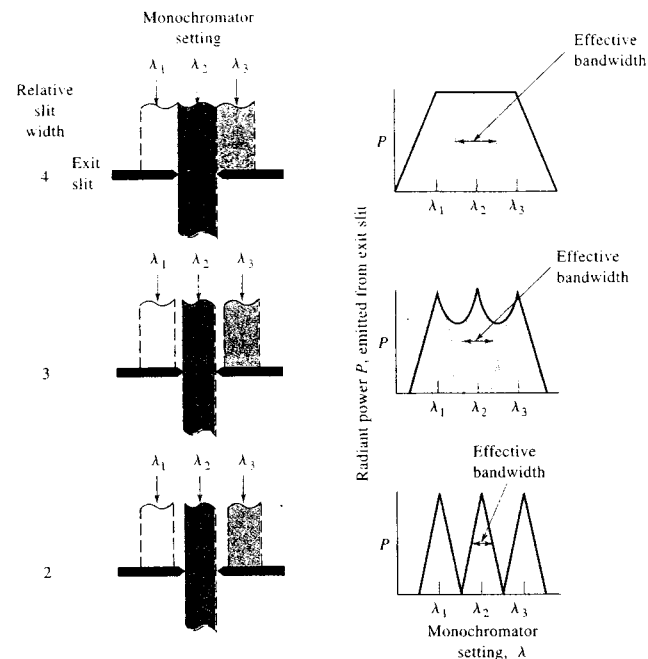 Monochromator
setting
λ1 λ2 λ3
Relative
slit
width
4
Exit
slit
λ1 λ2 λ3
3
λ1 λ2 λ3
2
Radiant power P, emitted from exit slit
Effective
bandwidth
P
λ1 λ2 λ3
Effective
bandwidth
P
λ1 λ2 λ3
Effective
bandwidth
P
λ1 λ2 λ3
Monochromator
setting, λ